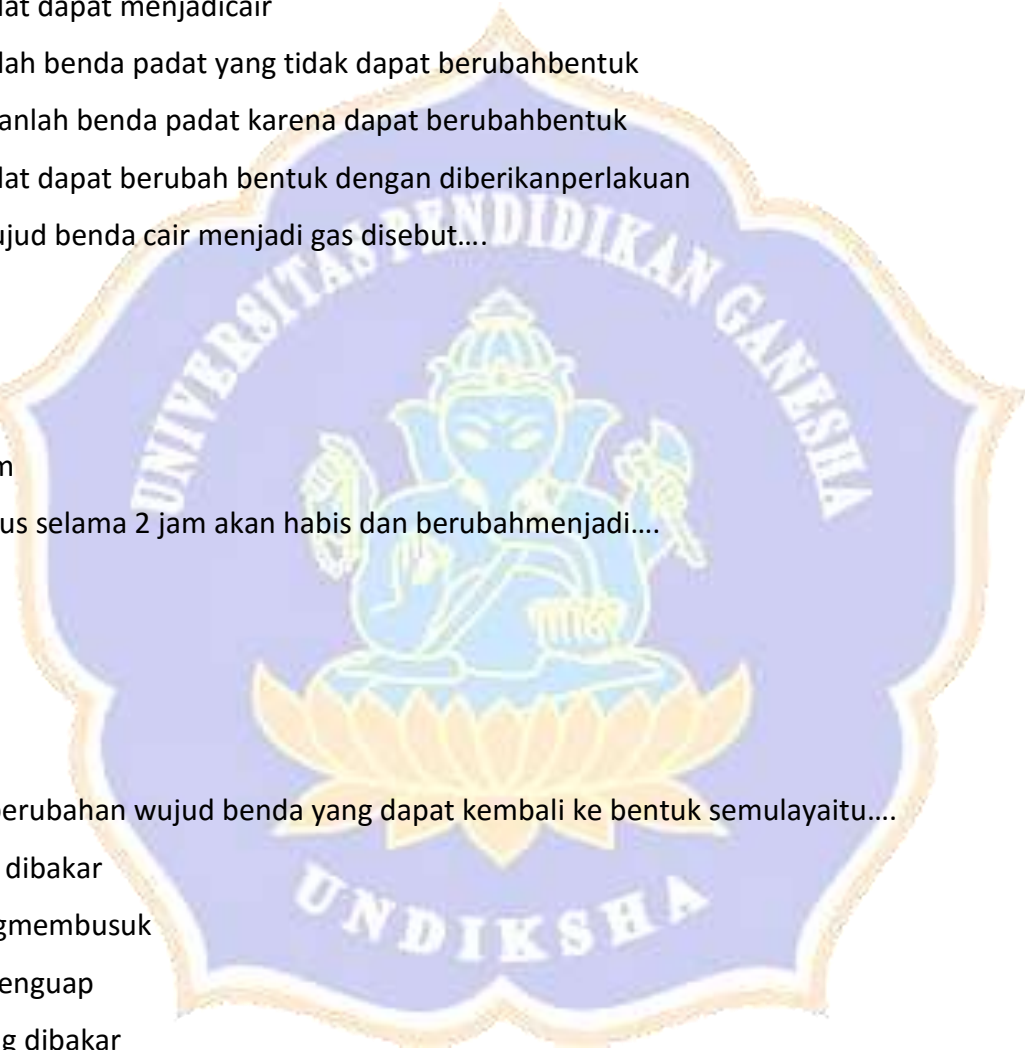 dat dapat menjadicair
lah benda padat yang tidak dapat berubahbentuk
anlah benda padat karena dapat berubahbentuk
lat dapat berubah bentuk dengan diberikanperlakuan
ujud benda cair menjadi gas disebut....
UNIVERSITAS PENDIDIKAN GANESHA
m
us selama 2 jam akan habis dan berubahmenjadi....
perubahan wujud benda yang dapat kembali ke bentuk semulayaitu....
dibakar
gmembusuk
enguap
g dibakar
UNDIKSHA